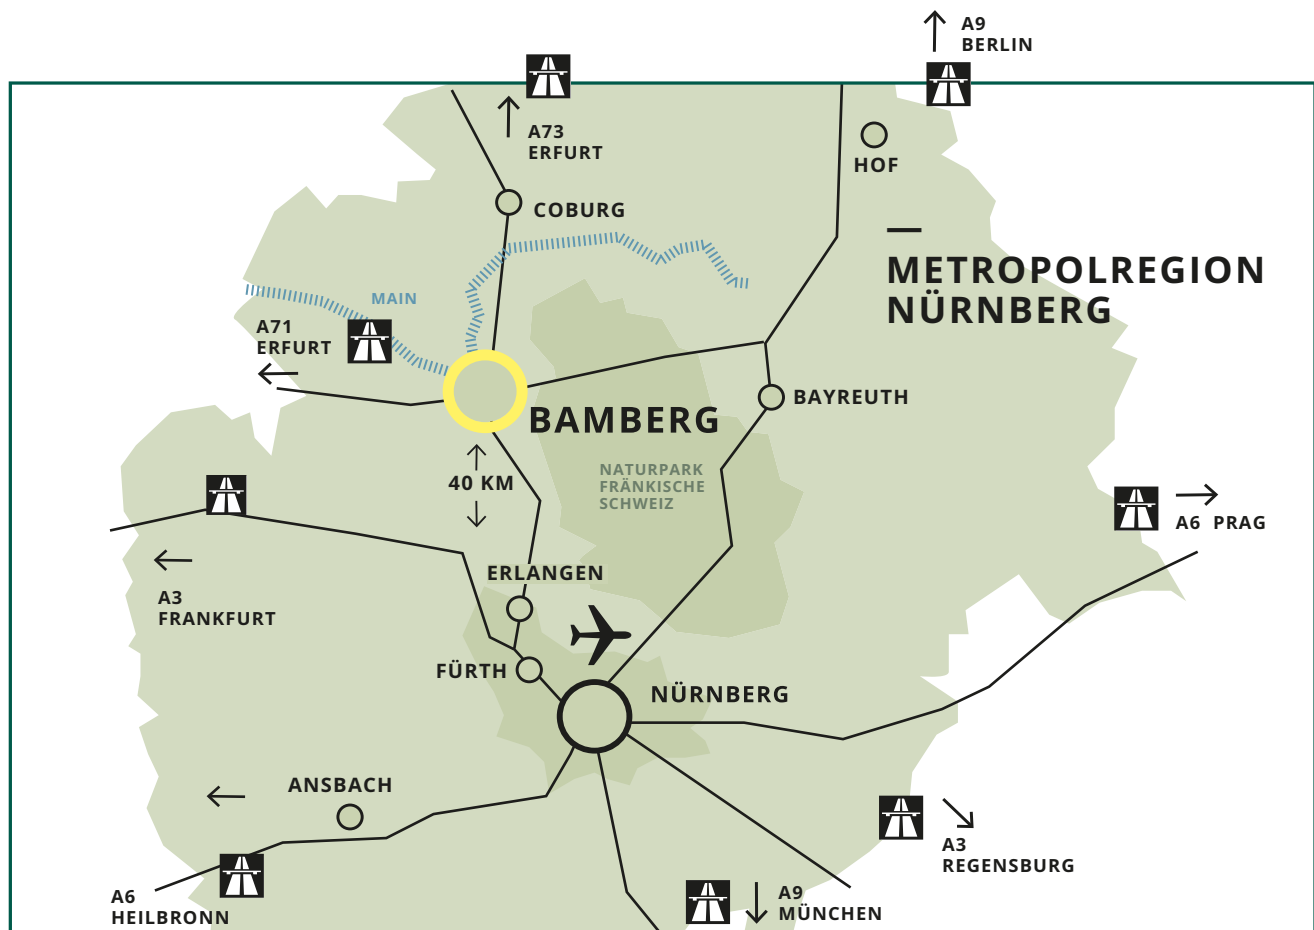 A9
BERLIN
A73
ERFURT
HOF
COBURG
METROPOLREGION
NÜRNBERG
MAIN
A71
ERFURT
BAYREUTH
BAMBERG
NATURPARK
FRÄNKISCHE
SCHWEIZ
40 KM
A6 PRAG
ERLANGEN
A3
FRANKFURT
FÜRTH
NÜRNBERG
ANSBACH
A3
REGENSBURG
A6
HEILBRONN
A9
MÜNCHEN